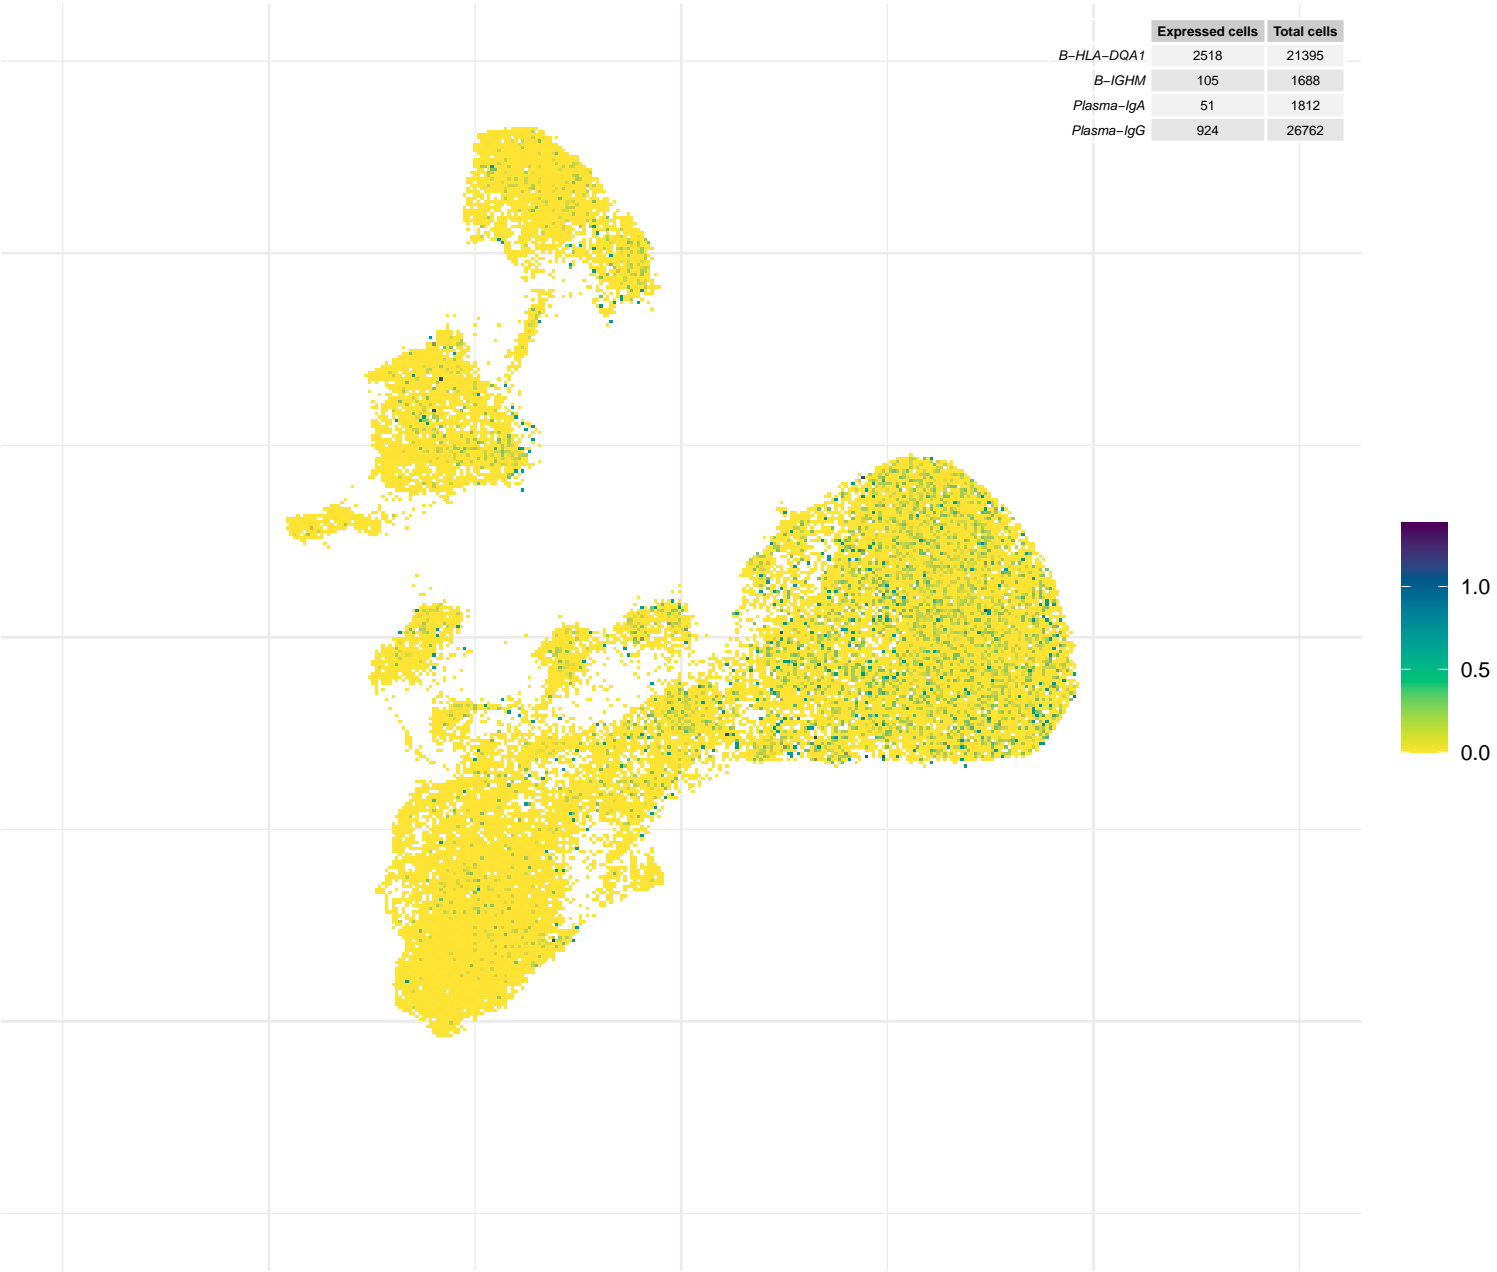 Expressed cells Total cells
B−HLA−DQA1 2518 21395
B−IGHM 105 1688
Plasma−IgA 51 1812
Plasma−IgG 924 26762
1.0
0.5
0.0